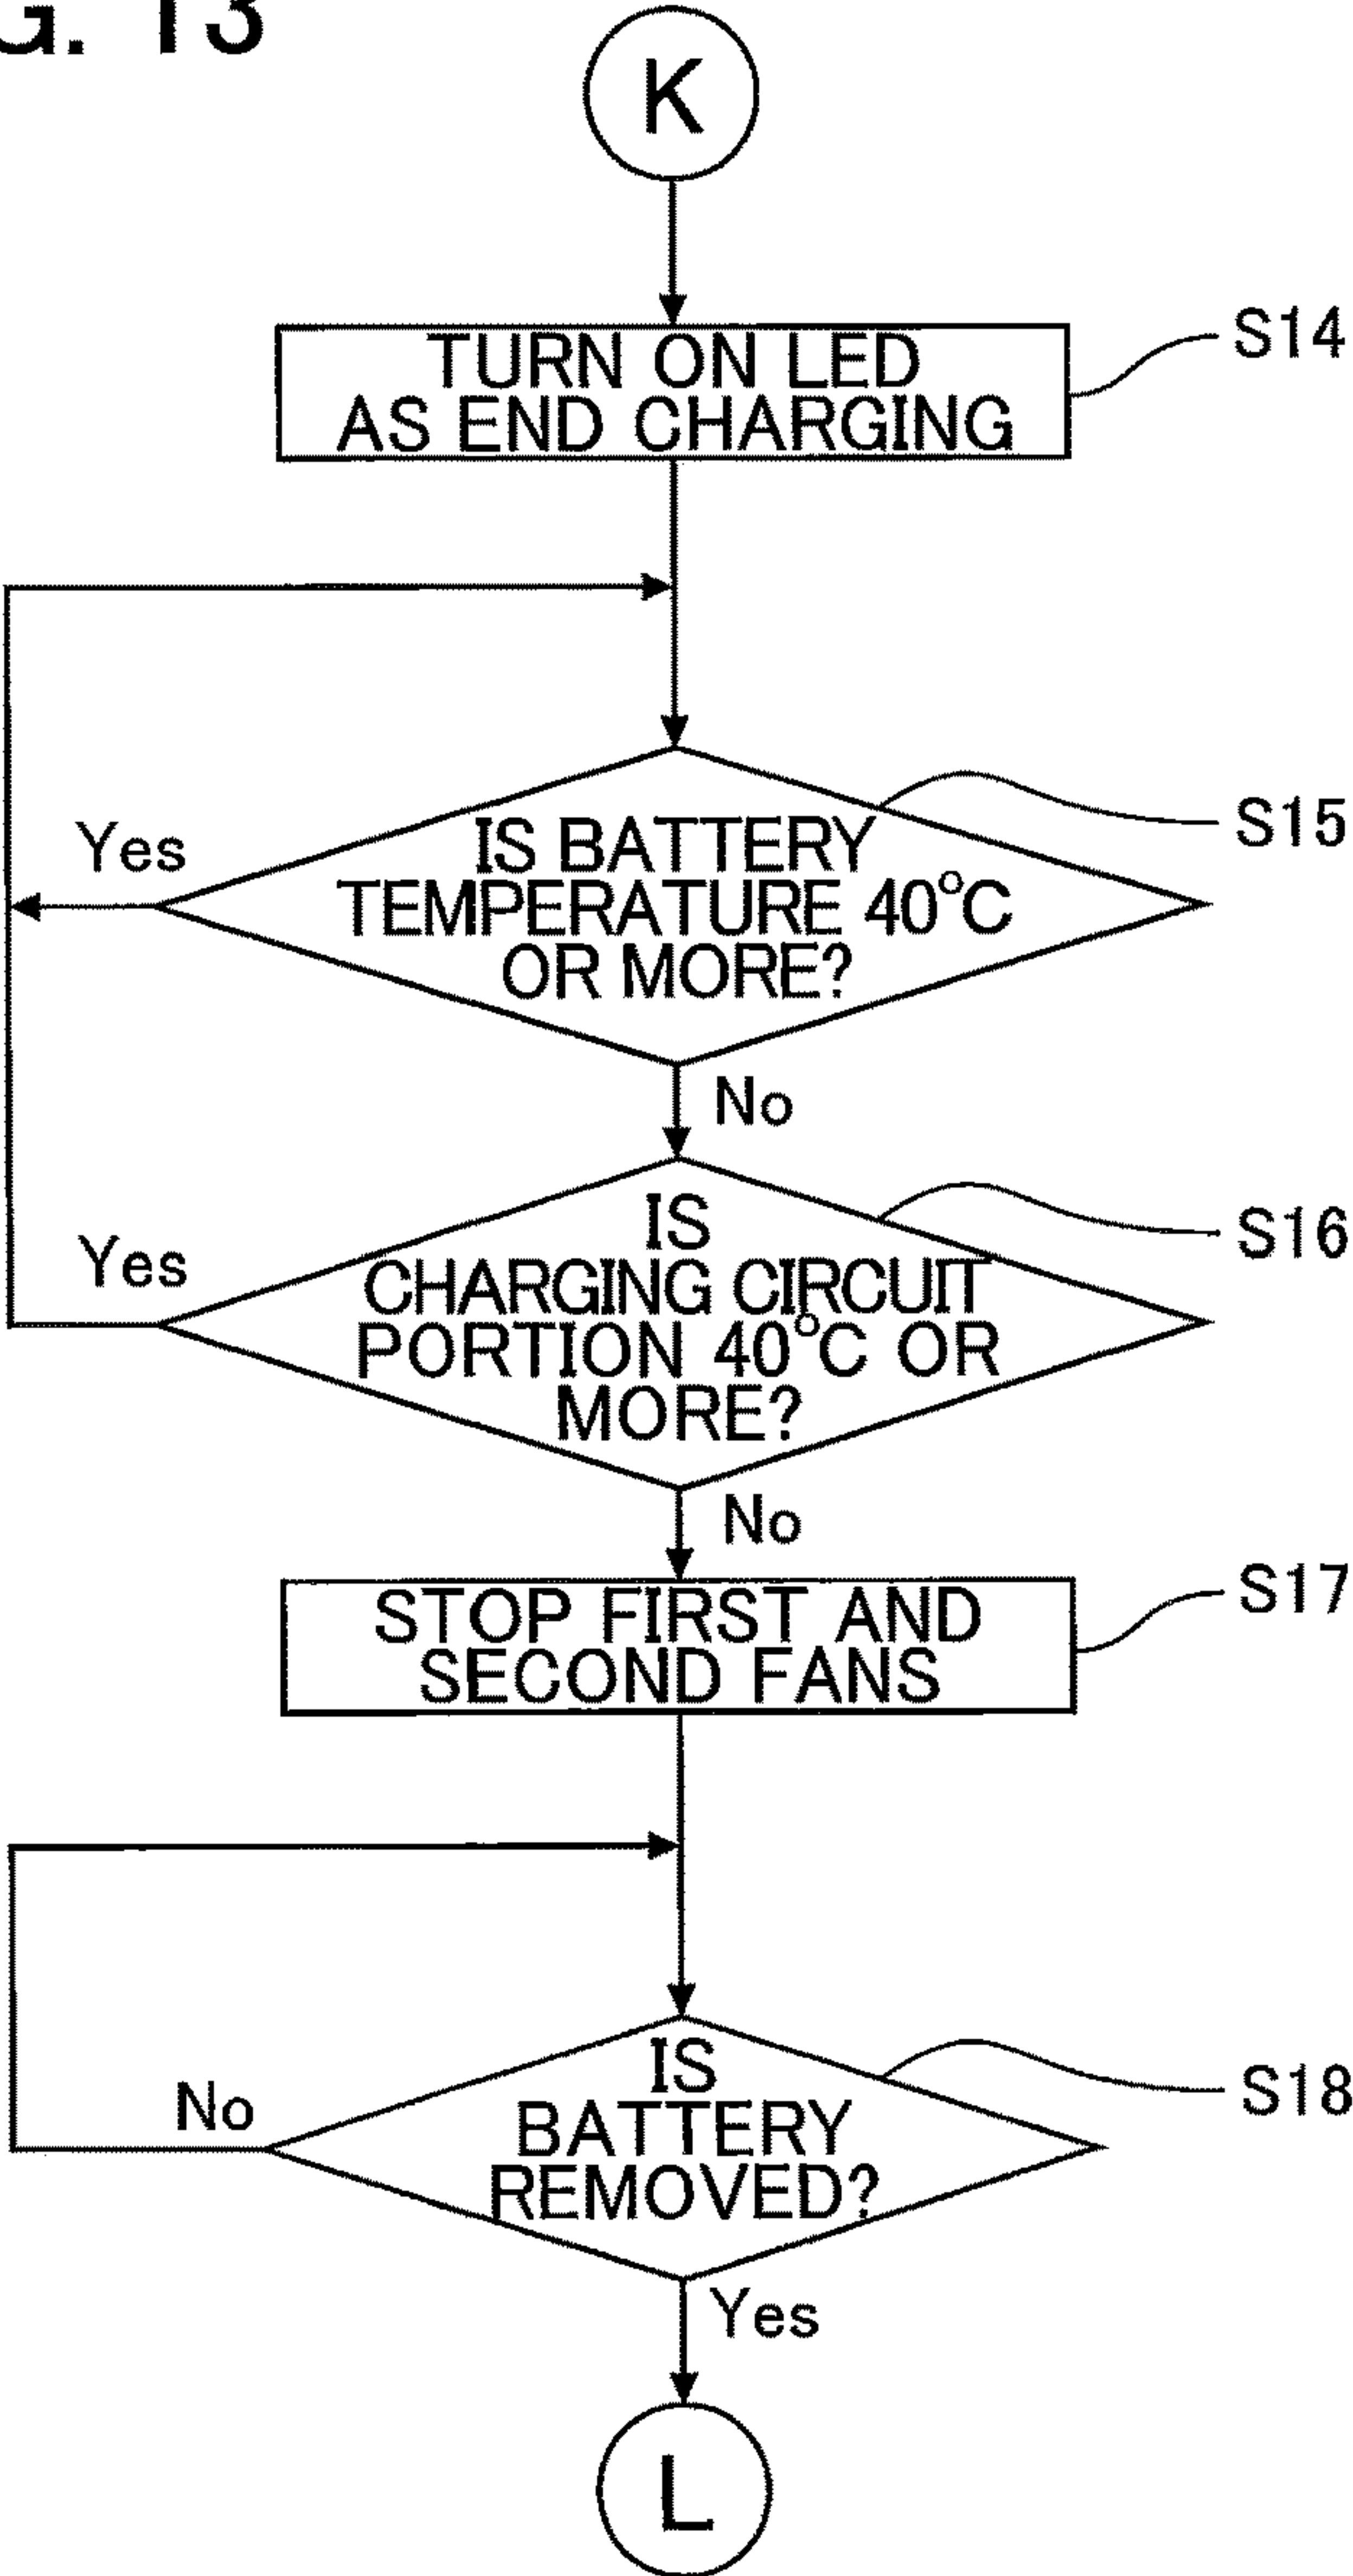 G. 13
K
TURN ON LED
AS END CHARGING
S14
IS BATTERY
TEMPERATURE 40°C
OR MORE?
S15
Yes
No
IS
CHARGING CIRCUIT
PORTION 40°C OR
MORE?
S16
Yes
No
STOP FIRST AND
SECOND FANS
S17
IS
BATTERY
REMOVED?
S18
No
Yes
L